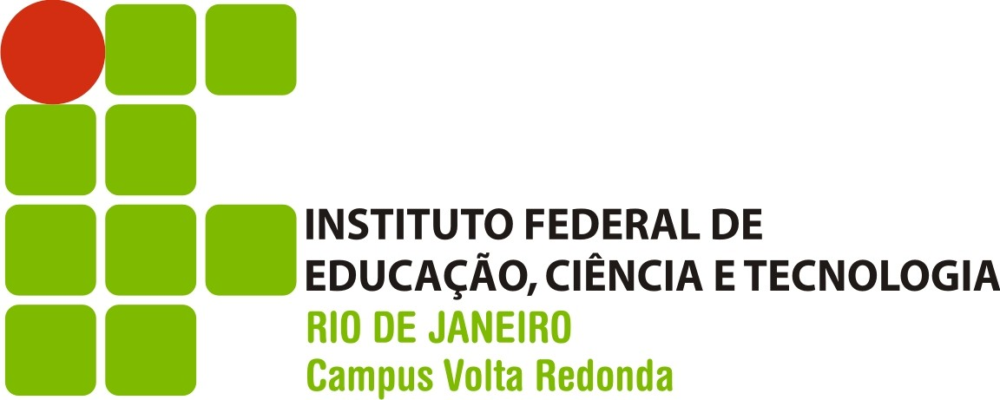 INSTITUTO FEDERAL DE
EDUCAÇÃO, CIÊNCIA E TECNOLOGIA
RIO DE JANEIRO
Campus Volta Redonda